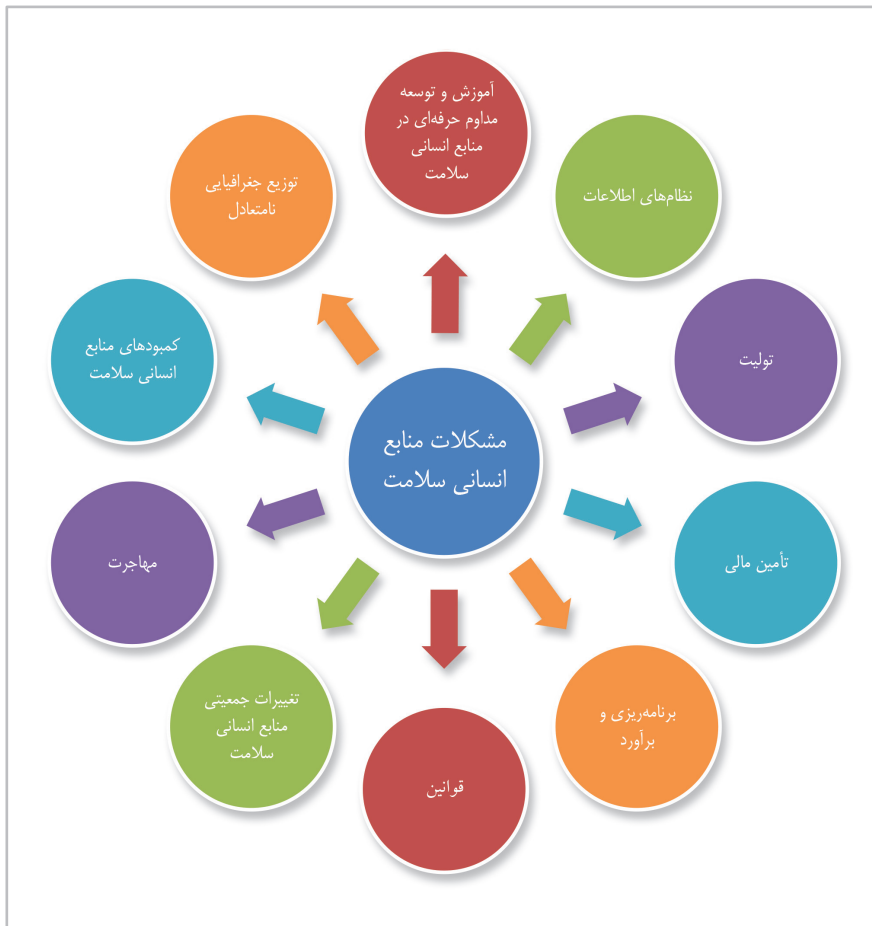 مشکلات منابع
انسانی سلامت
آموزش و توسعه
مداوم حرفه‌ای در
منابع انسانی
سلامت
نظام‌های اطلاعات
تولیت
تأمین مالی
برنامه‌ریزی و
برآورد
قوانین
تغییرات جمعیتی
منابع انسانی
سلامت
مهاجرت
کمبودهای منابع
انسانی سلامت
توزیع جغرافیایی
نامتعادل